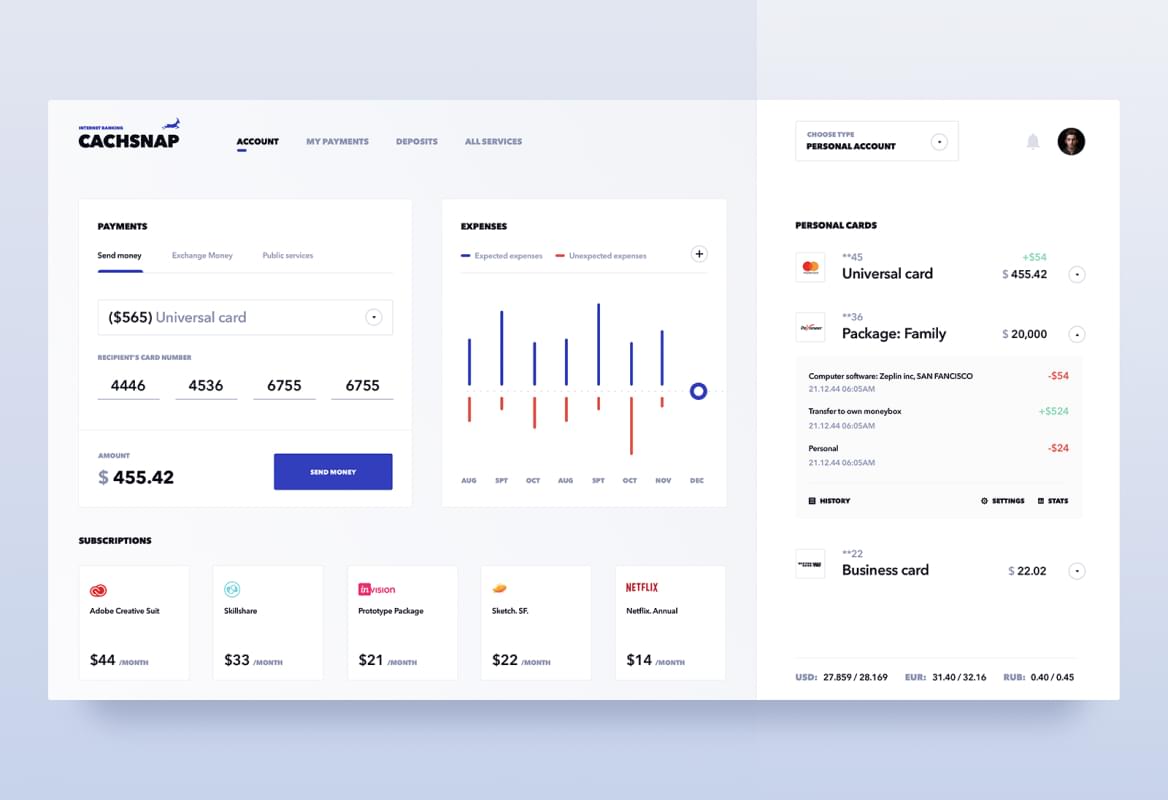 INTERNET BANKING
CACHSNAP
ACCOUNT
MY PAYMENTS
DEPOSITS
ALL SERVICES
CHOOSE TYPE
PERSONAL ACCOUNT
PAYMENTS
Send money
Exchange Money
Public services
($565) Universal card
RECIPIENT'S CARD NUMBER
4446 4536 6755 6755
AMOUNT
$ 455.42
SEND MONEY
EXPENSES
Expected expenses
Unexpected expenses
AUG SPT OCT AUG SPT OCT NOV DEC
SUBSCRIPTIONS
Adobe Creative Suit
$44 /MONTH
Skillshare
$33 /MONTH
in VISION
Prototype Package
$21 /MONTH
Sketch. SF.
$22 /MONTH
NETFLIX
Netflix. Annual
$14 /MONTH
PERSONAL CARDS
**45
+$54
Universal card
$ 455.42
**36
Package: Family
$ 20,000
Computer software: Zeplin inc, SAN FANCISCO
-$54
21.12.44 06:05AM
Transfer to own moneybox
+$524
21.12.44 06:05AM
Personal
-$24
21.12.44 06:05AM
HISTORY
SETTINGS
STATS
**22
Business card
$ 22.02
USD: 27.859 / 28.169
EUR: 31.40 / 32.16
RUB: 0.40 / 0.45